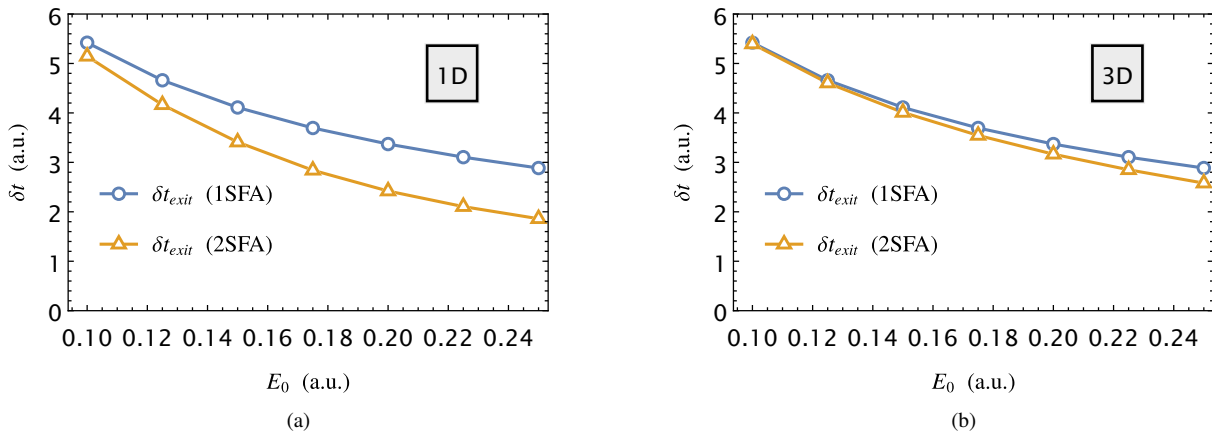 6
5
4
3
2
1
0
δt (a.u.)
1D
δt_exit (1SFA)
δt_exit (2SFA)
0.10 0.12 0.14 0.16 0.18 0.20 0.22 0.24
E_0 (a.u.)
(a)
6
5
4
3
2
1
0
δt (a.u.)
3D
δt_exit (1SFA)
δt_exit (2SFA)
0.10 0.12 0.14 0.16 0.18 0.20 0.22 0.24
E_0 (a.u.)
(b)